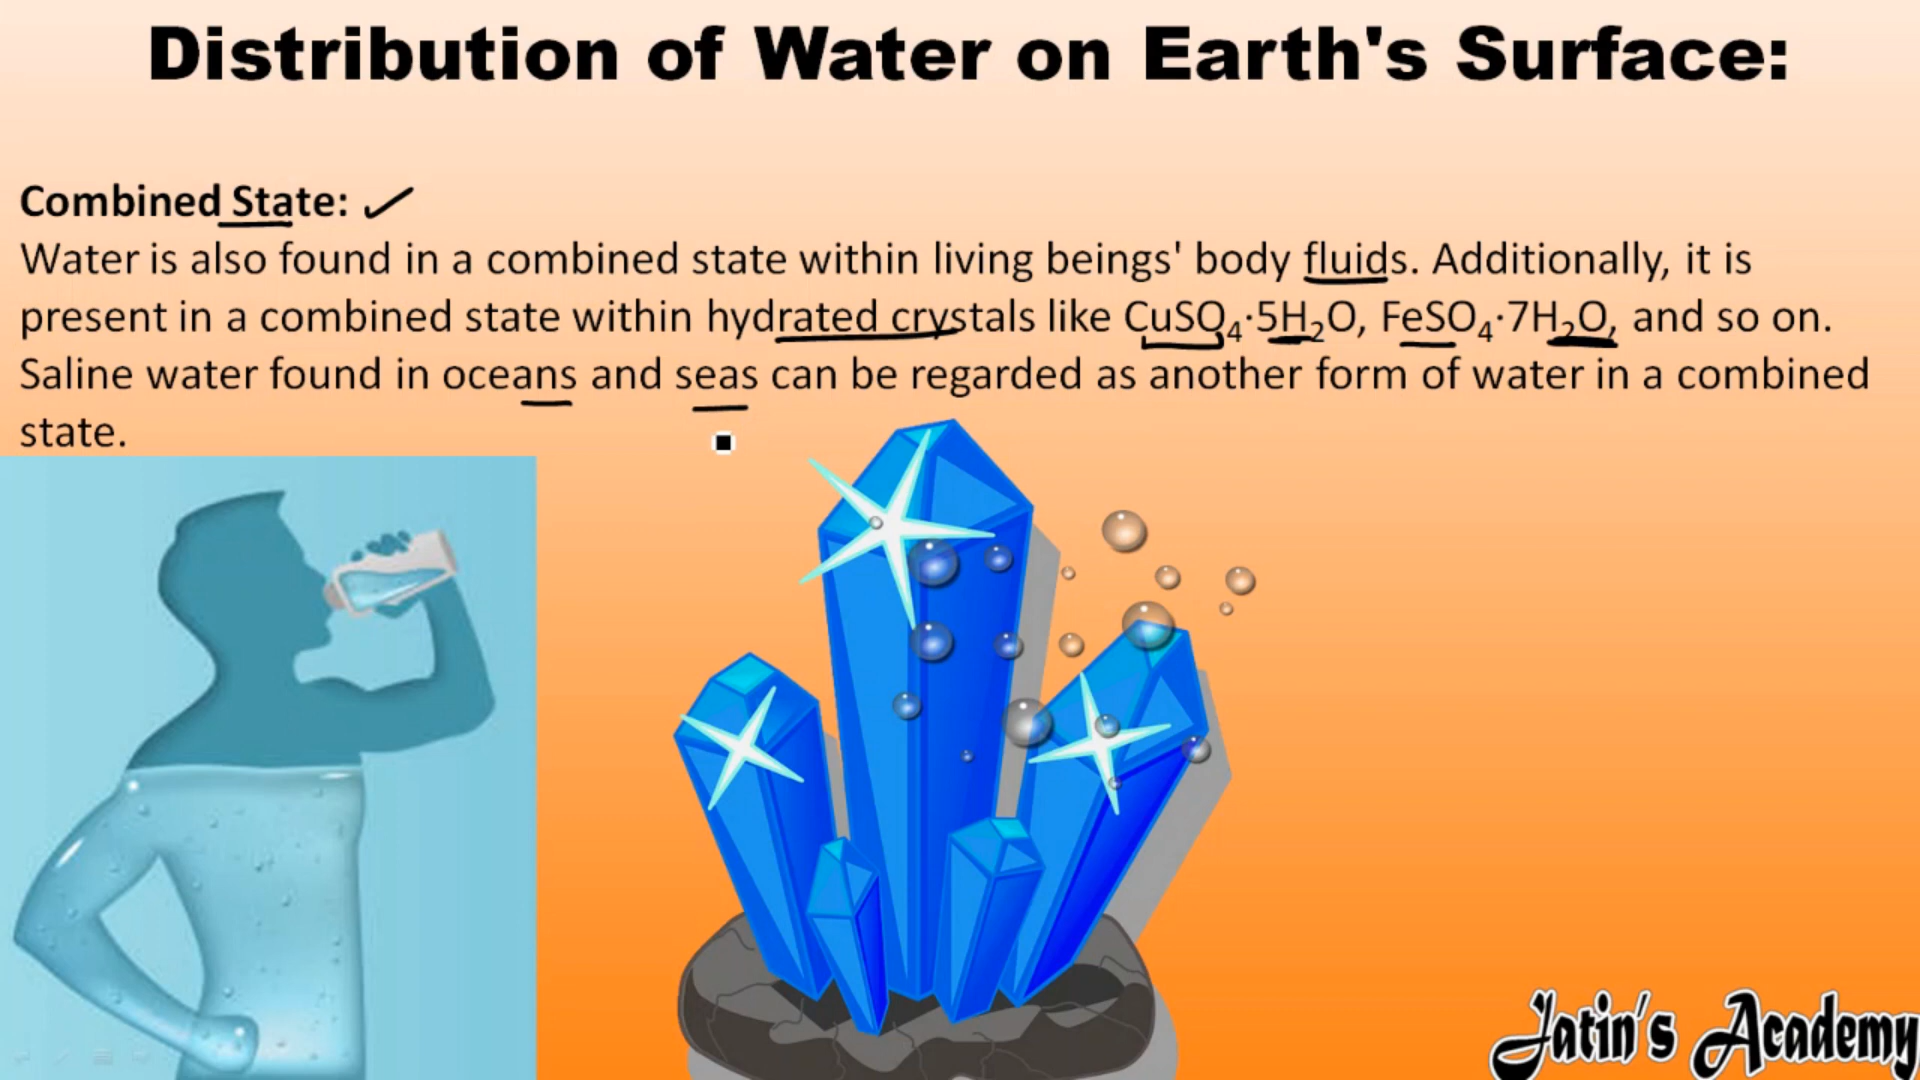 Distribution of Water on Earth's Surface:
Combined State:
Water is also found in a combined state within living beings' body fluids. Additionally, it is
present in a combined state within hydrated crystals like CuSO₄·5H₂O, FeSO₄·7H₂O, and so on.
Saline water found in oceans and seas can be regarded as another form of water in a combined
state.
Jatin's Academy